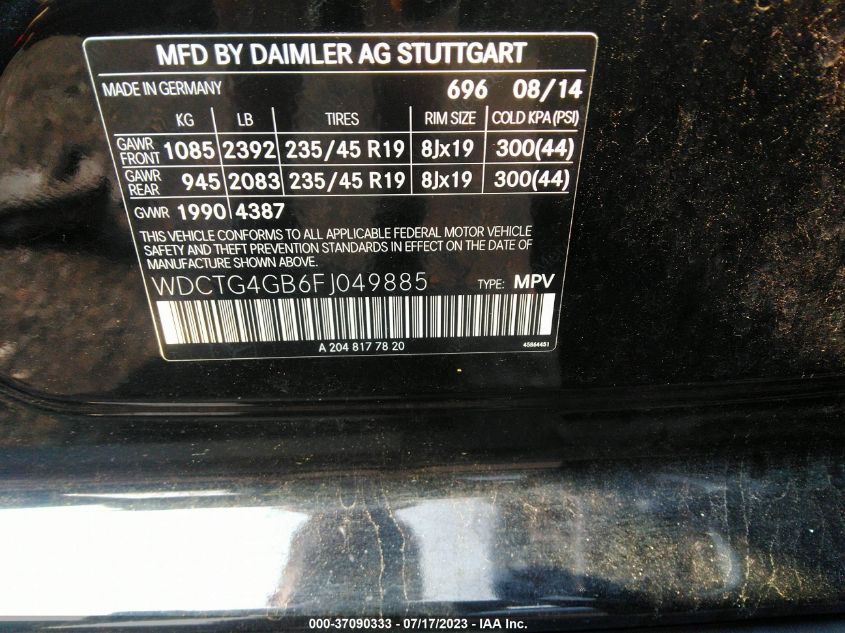 MFD BY DAIMLER AG STUTTGART
MADE IN GERMANY 696 08/14
KG LB TIRES RIM SIZE COLD KPA (PSI)
GAWR FRONT 1085 2392 235/45 R19 8Jx19 300(44)
GAWR REAR 945 2083 235/45 R19 8Jx19 300(44)
GVWR 1990 4387
THIS VEHICLE CONFORMS TO ALL APPLICABLE FEDERAL MOTOR VEHICLE
SAFETY AND THEFT PREVENTION STANDARDS IN EFFECT ON THE DATE OF
MANUFACTURE SHOWN ABOVE.
WDCTG4GB6FJ049885 TYPE: MPV
A 204 817 78 20 45864451
000-37090333 - 07/17/2023 - IAA Inc.